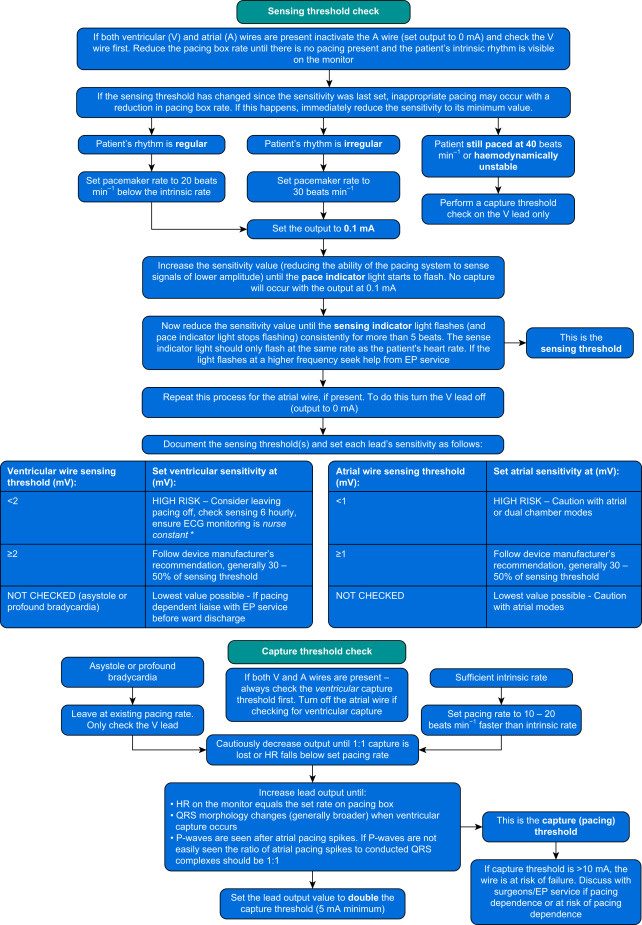 Sensing threshold check
If both ventricular (V) and atrial (A) wires are present inactivate the A wire (set output to 0 mA) and check the V
wire first. Reduce the pacing box rate until there is no pacing present and the patient's intrinsic rhythm is visible
on the monitor
If the sensing threshold has changed since the sensitivity was last set, inappropriate pacing may occur with a
reduction in pacing box rate. If this happens, immediately reduce the sensitivity to its minimum value.
Patient's rhythm is regular
Set pacemaker rate to 20 beats
min⁻¹ below the intrinsic rate
Patient's rhythm is irregular
Set pacemaker rate to
30 beats min⁻¹
Patient still paced at 40 beats
min⁻¹ or haemodynamically
unstable
Perform a capture threshold
check on the V lead only
Set the output to 0.1 mA
Increase the sensitivity value (reducing the ability of the pacing system to sense
signals of lower amplitude) until the pace indicator light starts to flash. No capture
will occur with the output at 0.1 mA
Now reduce the sensitivity value until the sensing indicator light flashes (and
pace indicator light stops flashing) consistently for more than 5 beats. The sense
indicator light should only flash at the same rate as the patient's heart rate. If the
light flashes at a higher frequency seek help from EP service
This is the
sensing threshold
Repeat this process for the atrial wire, if present. To do this turn the V lead off
(output to 0 mA)
Document the sensing threshold(s) and set each lead's sensitivity as follows:
Ventricular wire sensing
threshold (mV):
Set ventricular sensitivity at
(mV):
<2
HIGH RISK – Consider leaving
pacing off, check sensing 6 hourly,
ensure ECG monitoring is nurse
constant *
≥2
Follow device manufacturer's
recommendation, generally 30 –
50% of sensing threshold
NOT CHECKED (asystole or
profound bradycardia)
Lowest value possible - If pacing
dependent liaise with EP service
before ward discharge
Atrial wire sensing threshold
(mV):
Set atrial sensitivity at (mV):
<1
HIGH RISK – Caution with atrial
or dual chamber modes
≥1
Follow device manufacturer's
recommendation, generally 30 –
50% of sensing threshold
NOT CHECKED
Lowest value possible - Caution
with atrial modes
Capture threshold check
Asystole or profound
bradycardia
Leave at existing pacing rate.
Only check the V lead
If both V and A wires are present –
always check the ventricular capture
threshold first. Turn off the atrial wire if
checking for ventricular capture
Sufficient intrinsic rate
Set pacing rate to 10 – 20
beats min⁻¹ faster than intrinsic rate
Cautiously decrease output until 1:1 capture is
lost or HR falls below set pacing rate
Increase lead output until:
• HR on the monitor equals the set rate on pacing box
• QRS morphology changes (generally broader) when ventricular
capture occurs
• P-waves are seen after atrial pacing spikes. If P-waves are not
easily seen the ratio of atrial pacing spikes to conducted QRS
complexes should be 1:1
This is the capture (pacing)
threshold
If capture threshold is >10 mA, the
wire is at risk of failure. Discuss with
surgeons/EP service if pacing
dependence or at risk of pacing
dependence
Set the lead output value to double the
capture threshold (5 mA minimum)